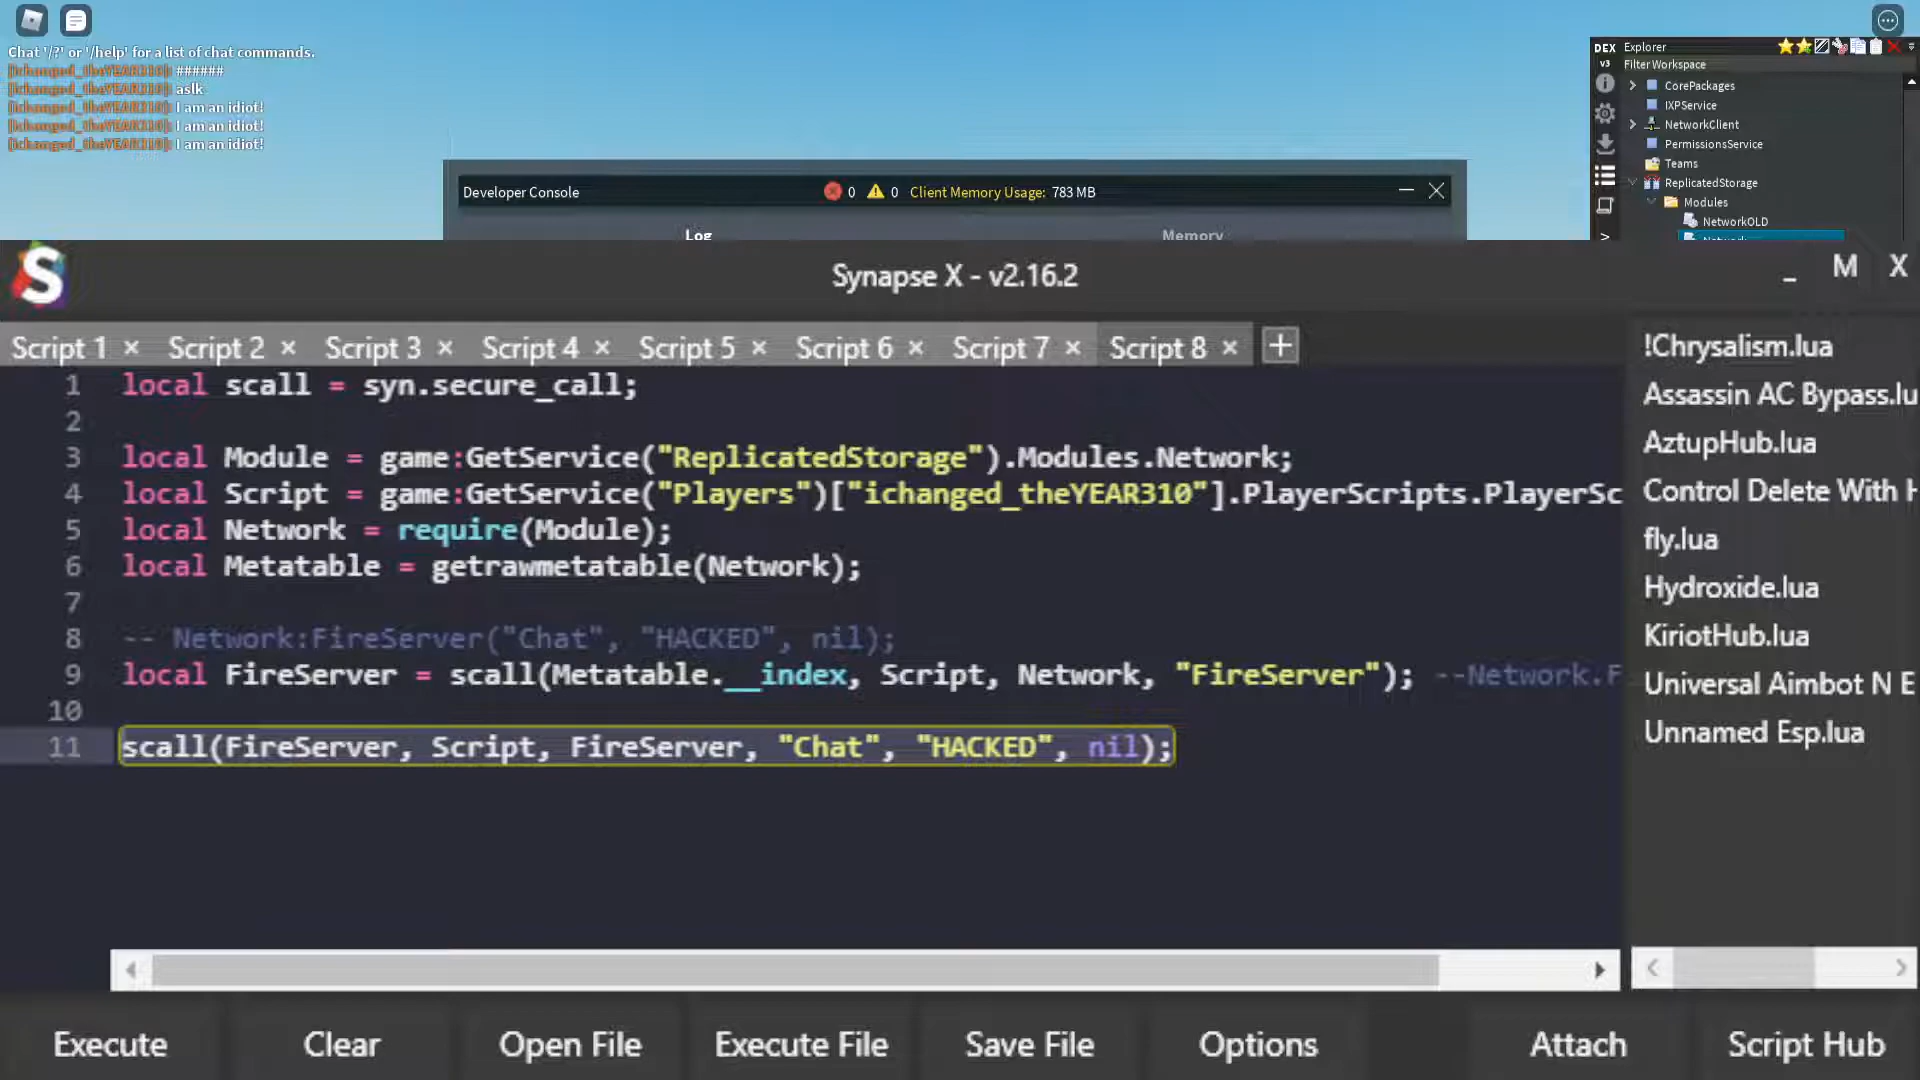 Chat '/?' or '/help' for a list of chat commands.
[ichanged_theYEAR310]: ######
[ichanged_theYEAR310]: aslk
[ichanged_theYEAR310]: I am an idiot!
[ichanged_theYEAR310]: I am an idiot!
[ichanged_theYEAR310]: I am an idiot!
Developer Console
0
0
Client Memory Usage: 783 MB
Log
Memory
DEX
v3
Explorer
Filter Workspace
CorePackages
IXPService
NetworkClient
PermissionsService
Teams
ReplicatedStorage
Modules
NetworkOLD
Network
Synapse X - v2.16.2
_ M X
Script 1 × Script 2 × Script 3 × Script 4 × Script 5 × Script 6 × Script 7 × Script 8 × +
1 local scall = syn.secure_call;
2
3 local Module = game:GetService("ReplicatedStorage").Modules.Network;
4 local Script = game:GetService("Players")["ichanged_theYEAR310"].PlayerScripts.PlayerSc
5 local Network = require(Module);
6 local Metatable = getrawmetatable(Network);
7
8 -- Network:FireServer("Chat", "HACKED", nil);
9 local FireServer = scall(Metatable.__index, Script, Network, "FireServer"); --Network.F
10
11 scall(FireServer, Script, FireServer, "Chat", "HACKED", nil);
!Chrysalism.lua
Assassin AC Bypass.lu
AztupHub.lua
Control Delete With H
fly.lua
Hydroxide.lua
KiriotHub.lua
Universal Aimbot N E
Unnamed Esp.lua
Execute
Clear
Open File
Execute File
Save File
Options
Attach
Script Hub